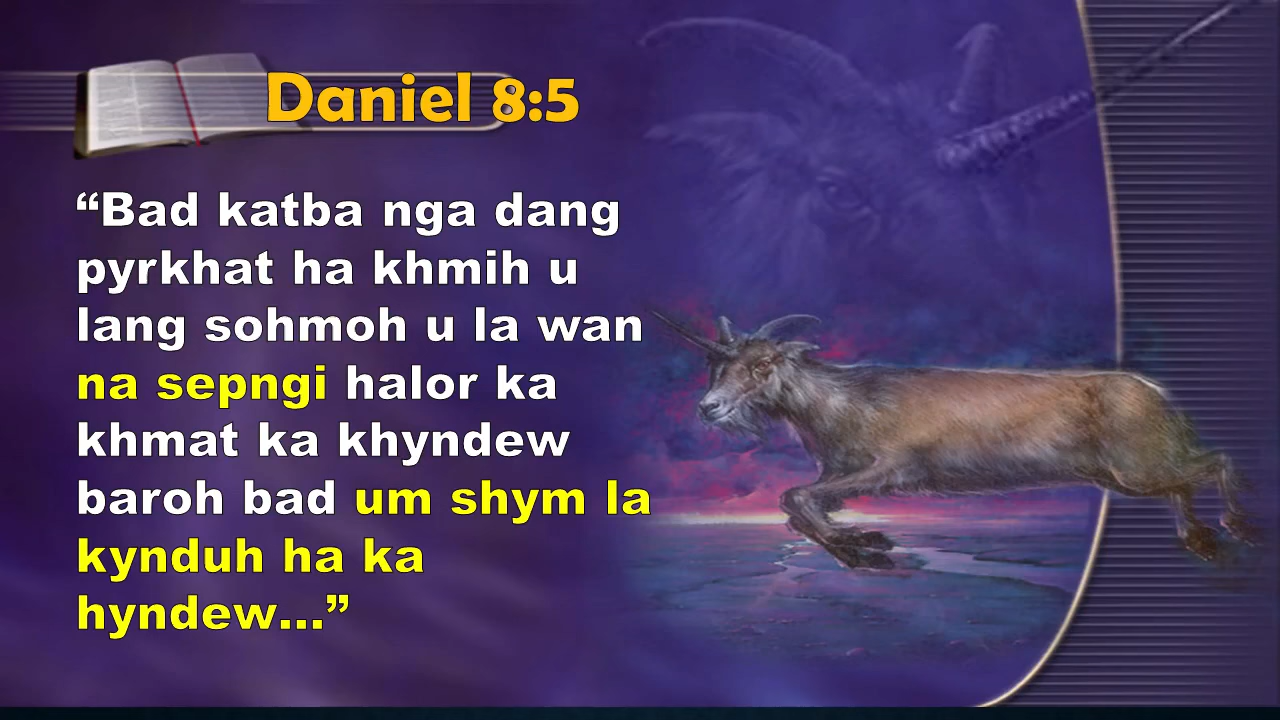 Daniel 8:5
“Bad katba nga dang
pyrkhat ha khmih u
lang sohmoh u la wan
na sepngi halor ka
khmat ka khyndew
baroh bad um shym la
kynduh ha ka
hyndew...”